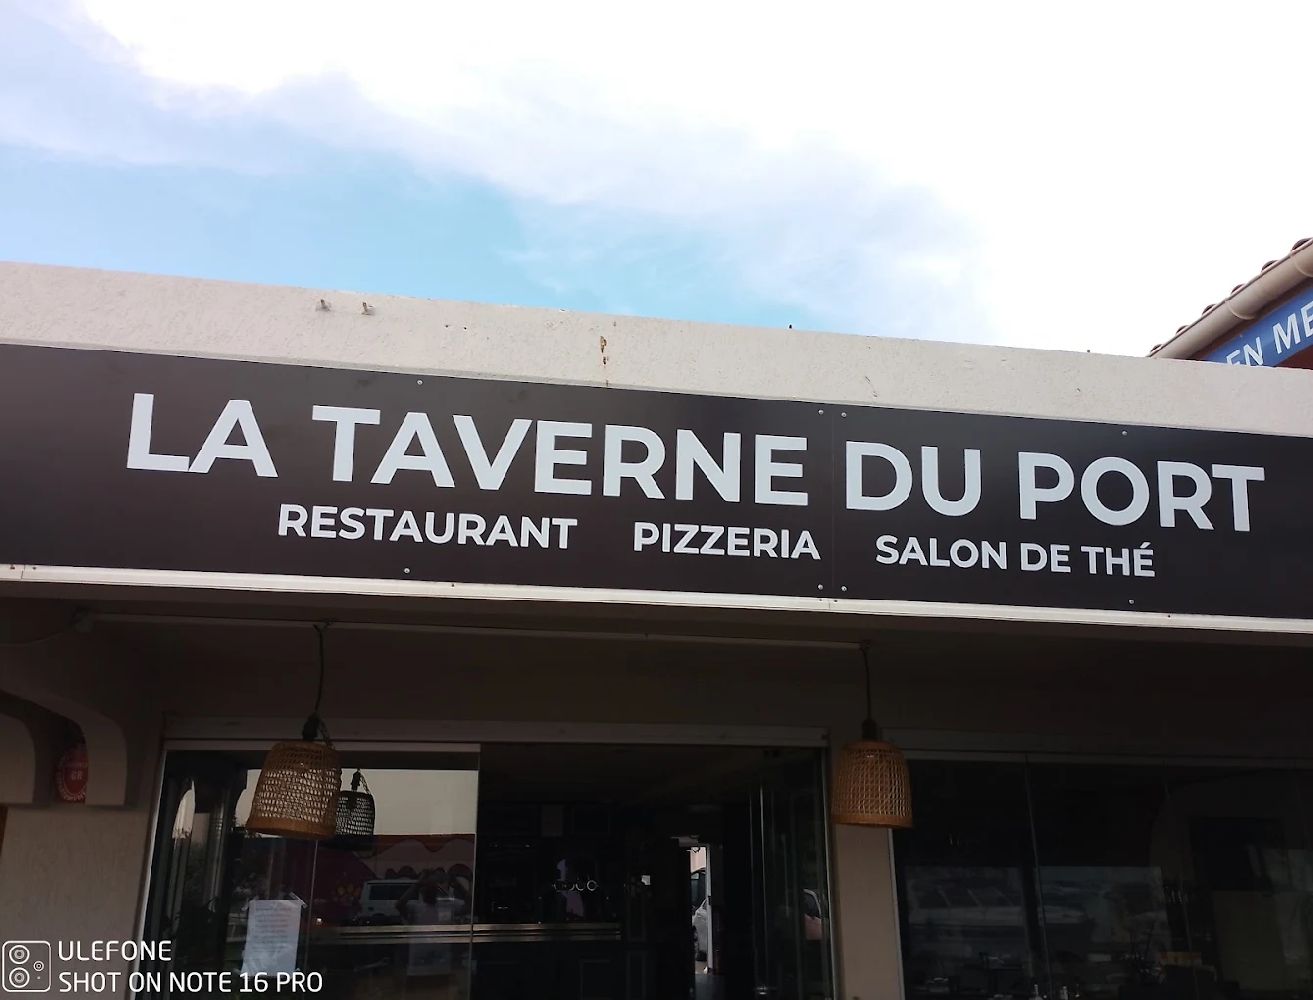 EN ME
LA TAVERNE DU PORT
RESTAURANT PIZZERIA SALON DE THÉ
ULEFONE
SHOT ON NOTE 16 PRO